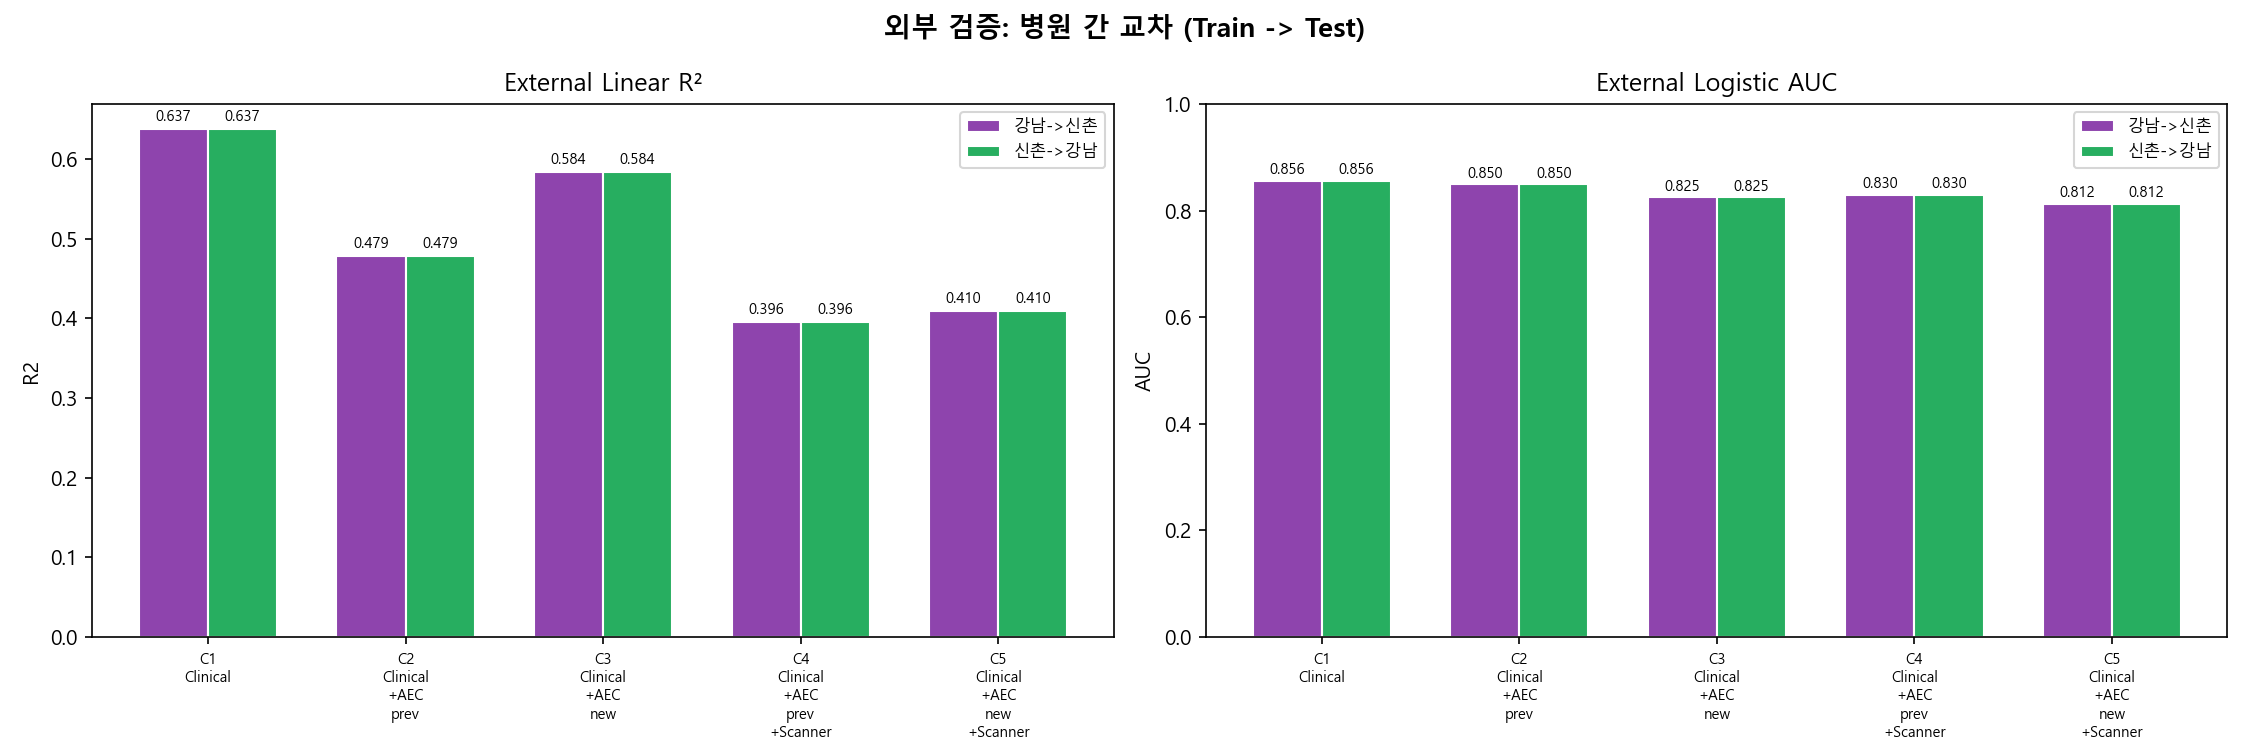 외부 검증: 병원 간 교차 (Train -> Test)
External Linear R²
0.637 0.637
0.479 0.479
0.584 0.584
0.396 0.396
0.410 0.410
강남->신촌
신촌->강남
R2
0.6
0.5
0.4
0.3
0.2
0.1
0.0
C1
Clinical
C2
Clinical
+AEC
prev
C3
Clinical
+AEC
new
C4
Clinical
+AEC
prev
+Scanner
C5
Clinical
+AEC
new
+Scanner
External Logistic AUC
0.856 0.856
0.850 0.850
0.825 0.825
0.830 0.830
0.812 0.812
강남->신촌
신촌->강남
AUC
1.0
0.8
0.6
0.4
0.2
0.0
C1
Clinical
C2
Clinical
+AEC
prev
C3
Clinical
+AEC
new
C4
Clinical
+AEC
prev
+Scanner
C5
Clinical
+AEC
new
+Scanner